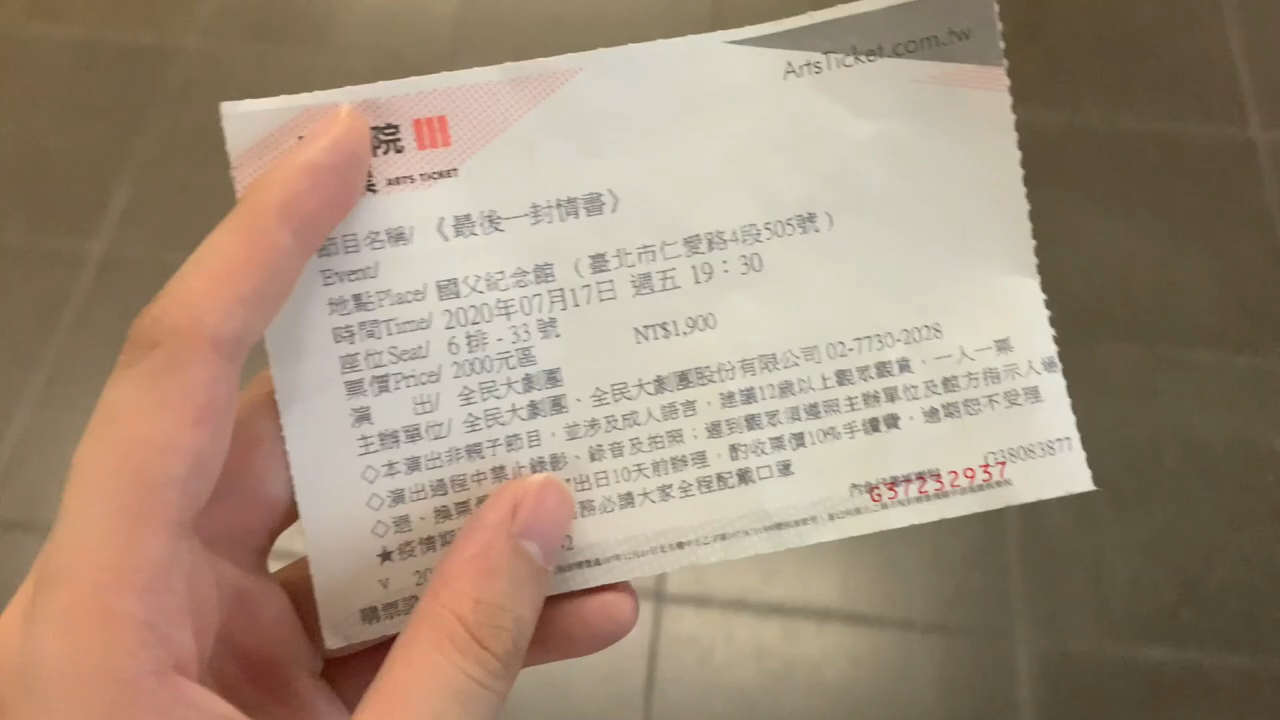 ArtsTicket.com.tw
院
ARTS TICKET
節目名稱/ 《最後一封情書》
Event/
地點Place/ 國父紀念館 （臺北市仁愛路4段505號）
時間Time/ 2020年07月17日 週五 19：30
座位Seat/ 6 排 - 33 號
票價Price/ 2000元區 NT$1,900
演 出/ 全民大劇團
主辦單位/ 全民大劇團、全民大劇團股份有限公司 02-7730-2028
◇本演出非親子節目，並涉及成人語言，建議12歲以上觀眾觀賞，一人一票
◇演出過程中禁止錄影、錄音及拍照；遲到觀眾須遵照主辦單位及館方指示人場
◇退、換票 出日10天前辦理，酌收票價10%手續費，逾期恕不受理
★疫情期 務必請大家全程配戴口罩
v 20 .2
購票
G37232937
038083877